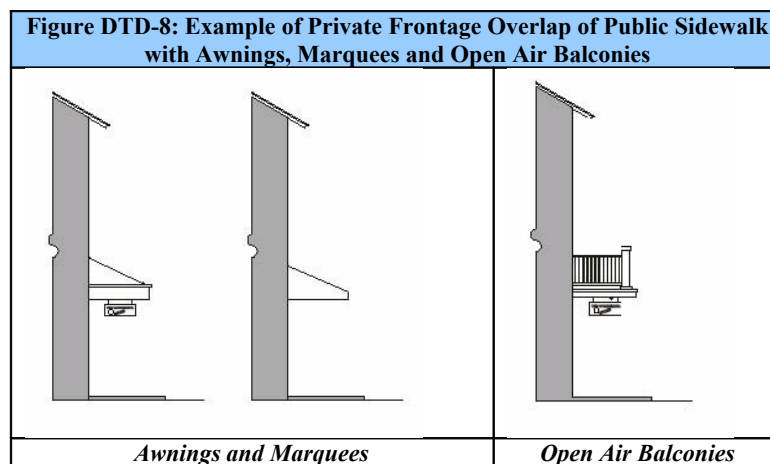 Figure DTD-8: Example of Private Frontage Overlap of Public Sidewalk
with Awnings, Marquees and Open Air Balconies
Awnings and Marquees
Open Air Balconies